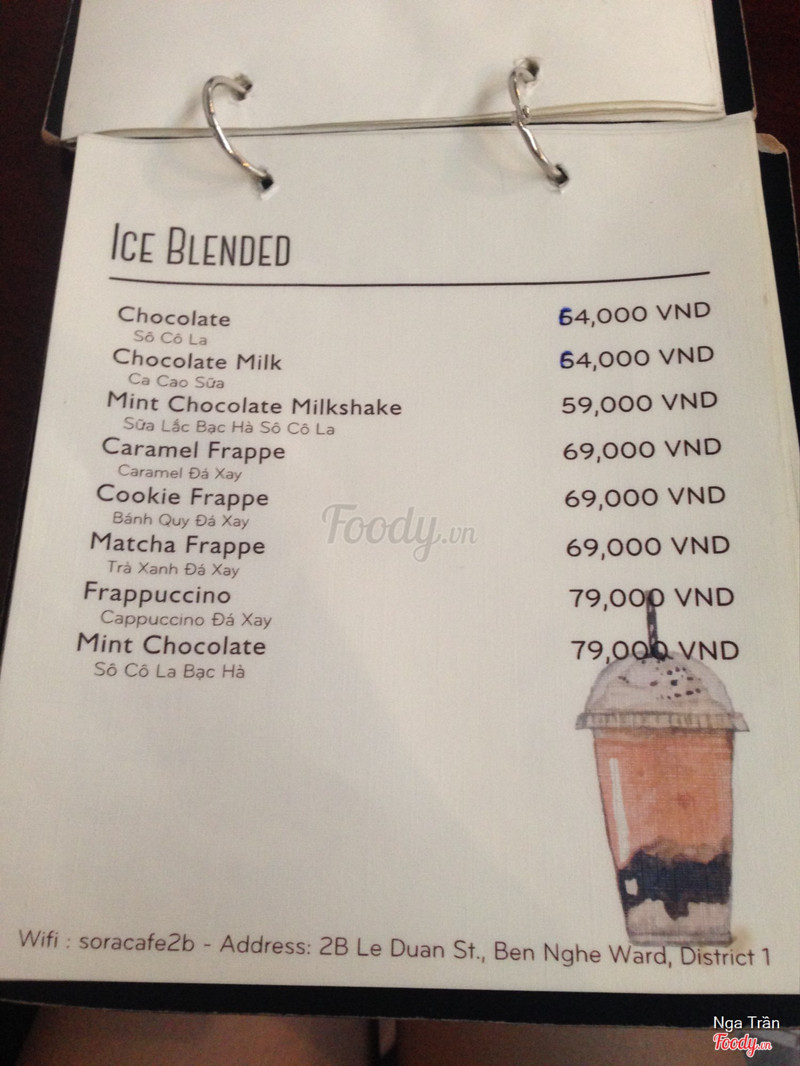 ICE BLENDED
Chocolate 64,000 VND
Sô Cô La
Chocolate Milk 64,000 VND
Ca Cao Sữa
Mint Chocolate Milkshake 59,000 VND
Sữa Lắc Bạc Hà Sô Cô La
Caramel Frappe 69,000 VND
Caramel Đá Xay
Cookie Frappe 69,000 VND
Bánh Quy Đá Xay
Foody.vn
Matcha Frappe 69,000 VND
Trà Xanh Đá Xay
Frappuccino 79,000 VND
Cappuccino Đá Xay
Mint Chocolate 79,000 VND
Sô Cô La Bạc Hà
Wifi : soracafe2b - Address: 2B Le Duan St., Ben Nghe Ward, District 1
Nga Trần
Foody.vn